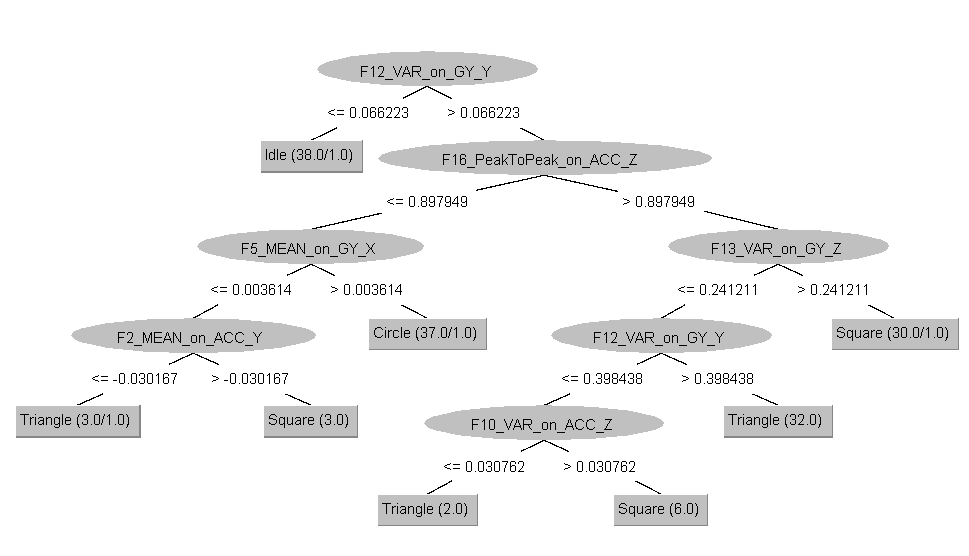 F12_VAR_on_GY_Y
<= 0.066223 > 0.066223
Idle (38.0/1.0)
F16_PeakToPeak_on_ACC_Z
<= 0.897949 > 0.897949
F5_MEAN_on_GY_X F13_VAR_on_GY_Z
<= 0.003614 > 0.003614 <= 0.241211 > 0.241211
F2_MEAN_on_ACC_Y Circle (37.0/1.0) F12_VAR_on_GY_Y Square (30.0/1.0)
<= -0.030167 > -0.030167 <= 0.398438 > 0.398438
Triangle (3.0/1.0) Square (3.0) F10_VAR_on_ACC_Z Triangle (32.0)
<= 0.030762 > 0.030762
Triangle (2.0) Square (6.0)